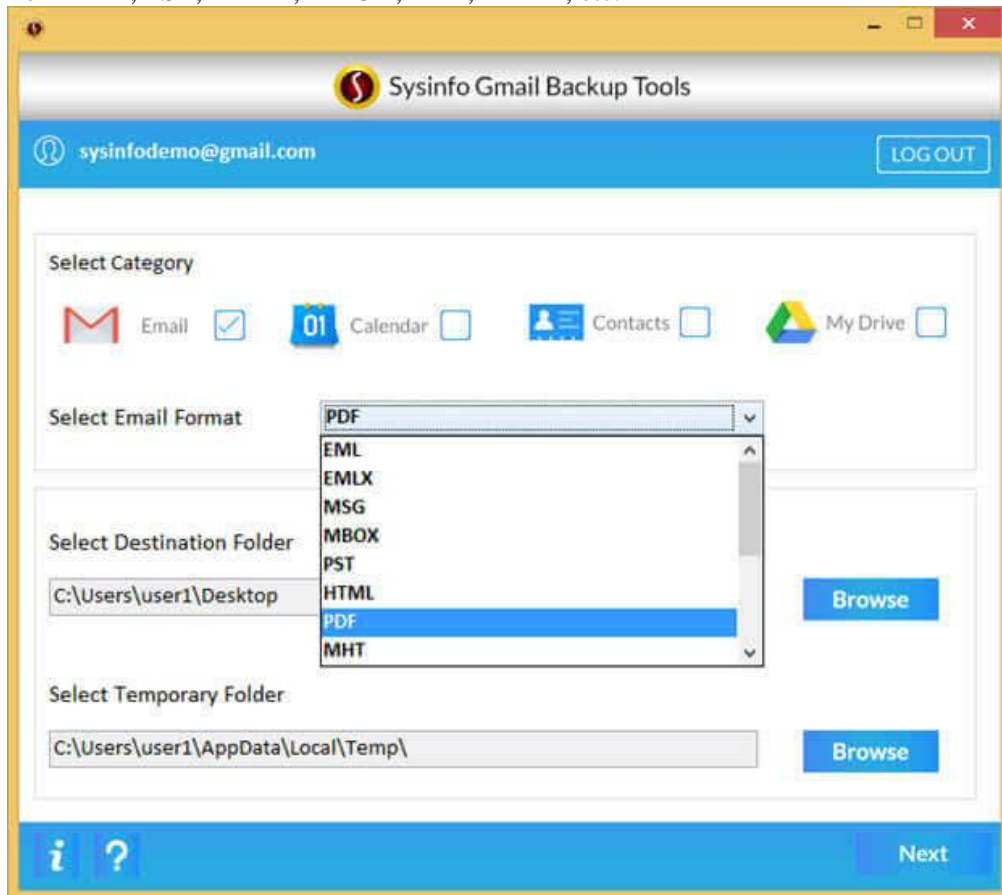 Sysinfo Gmail Backup Tools
sysinfodemo@gmail.com
LOG OUT
Select Category
Email
01
Calendar
Contacts
My Drive
Select Email Format
PDF
EML
EMLX
MSG
MBOX
PST
HTML
PDF
MHT
Select Destination Folder
C:\Users\user1\Desktop
Browse
Select Temporary Folder
C:\Users\user1\AppData\Local\Temp\
Browse
i ?
Next